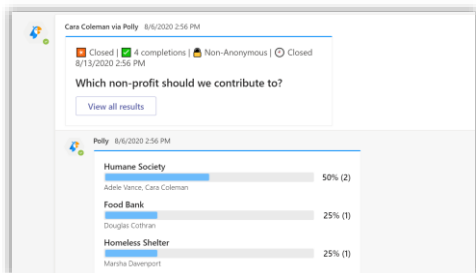 Cara Coleman via Polly 8/6/2020 2:56 PM
Closed | 4 completions | Non-Anonymous | Closed
8/13/2020 2:56 PM
Which non-profit should we contribute to?
View all results
Polly 8/6/2020 2:56 PM
Humane Society
50% (2)
Adele Vance, Cara Coleman
Food Bank
25% (1)
Douglas Cothran
Homeless Shelter
25% (1)
Marsha Davenport